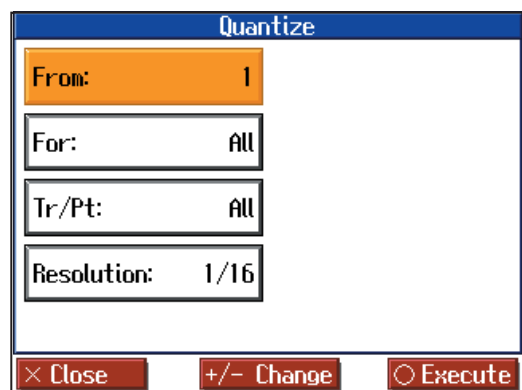 Quantize
From: 1
For: All
Tr/Pt: All
Resolution: 1/16
× Close +/- Change ○ Execute